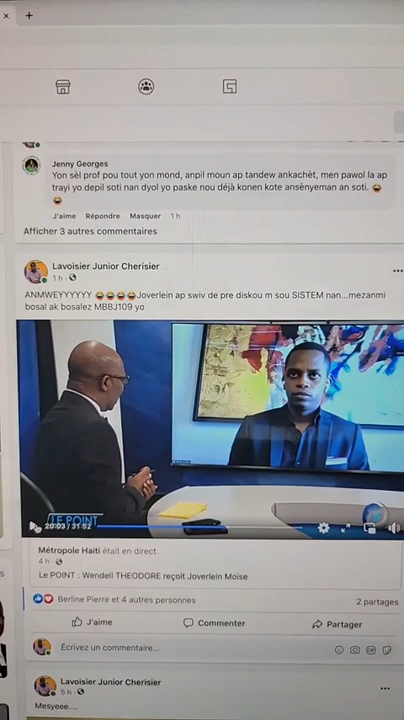 Jenny Georges
Yon sèl prof pou tout yon mond, anpil moun ap tandew ankachèt, men pawol la ap
trayi yo depil soti nan dyol yo paske nou déjà konen kote ansènyeman an soti.
J'aime Répondre Masquer 1 h
Afficher 3 autres commentaires
Lavoisier Junior Cherisier
1 h
ANMWEYYYYYY Joverlein ap swiv de pre diskou m sou SISTEM nan...mezanmi
bosal ak bosalez MBBJ109 yo
LE POINT
20:03 / 31:52
Métropole Haiti était en direct.
4 h
Le POINT : Wendell THEODORE reçoit Joverlein Moïse
Berline Pierre et 4 autres personnes
2 partages
J'aime Commenter Partager
Écrivez un commentaire...
GIF
Lavoisier Junior Cherisier
5 h
Mesyeee....